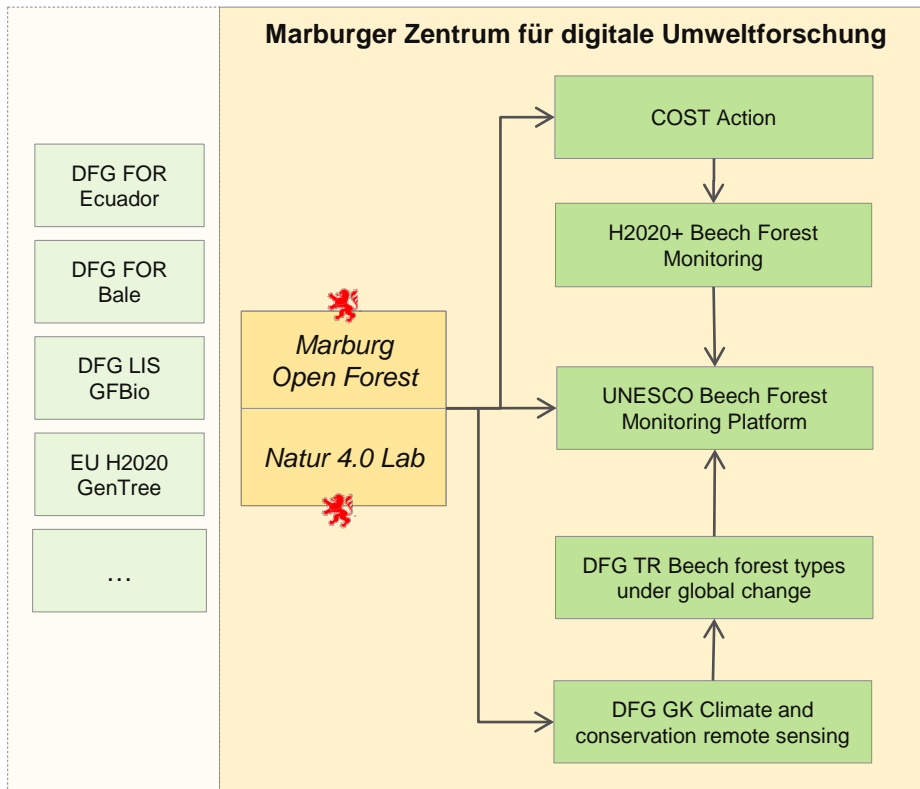 Marburger Zentrum für digitale Umweltforschung
DFG FOR
Ecuador
DFG FOR
Bale
DFG LIS
GFBio
EU H2020
GenTree
...
Marburg
Open Forest
Natur 4.0 Lab
COST Action
H2020+ Beech Forest
Monitoring
UNESCO Beech Forest
Monitoring Platform
DFG TR Beech forest types
under global change
DFG GK Climate and
conservation remote sensing